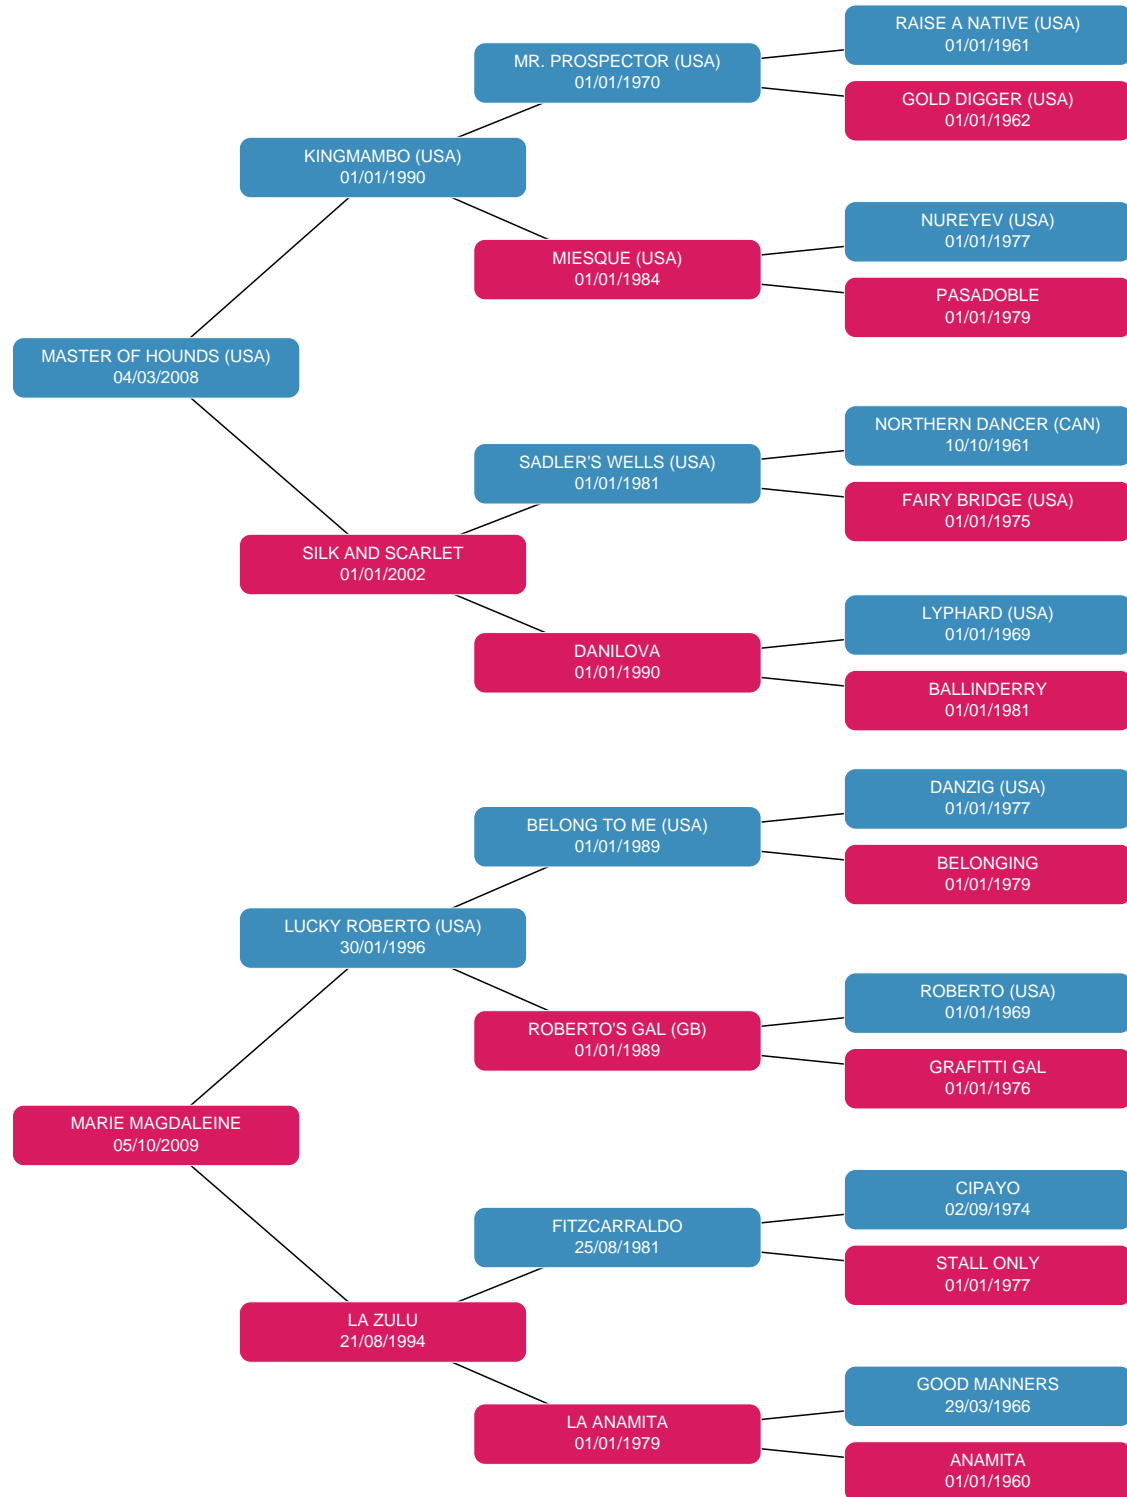 RAISE A NATIVE (USA)
01/01/1961
MR. PROSPECTOR (USA)
01/01/1970
GOLD DIGGER (USA)
01/01/1962
KINGMAMBO (USA)
01/01/1990
NUREYEV (USA)
01/01/1977
MIESQUE (USA)
01/01/1984
PASADOBLE
01/01/1979
MASTER OF HOUNDS (USA)
04/03/2008
NORTHERN DANCER (CAN)
10/10/1961
SADLER'S WELLS (USA)
01/01/1981
FAIRY BRIDGE (USA)
01/01/1975
SILK AND SCARLET
01/01/2002
LYPHARD (USA)
01/01/1969
DANILOVA
01/01/1990
BALLINDERRY
01/01/1981
DANZIG (USA)
01/01/1977
BELONG TO ME (USA)
01/01/1989
BELONGING
01/01/1979
LUCKY ROBERTO (USA)
30/01/1996
ROBERTO (USA)
01/01/1969
ROBERTO'S GAL (GB)
01/01/1989
GRAFITTI GAL
01/01/1976
MARIE MAGDALEINE
05/10/2009
CIPAYO
02/09/1974
FITZCARRALDO
25/08/1981
STALL ONLY
01/01/1977
LA ZULU
21/08/1994
GOOD MANNERS
29/03/1966
LA ANAMITA
01/01/1979
ANAMITA
01/01/1960